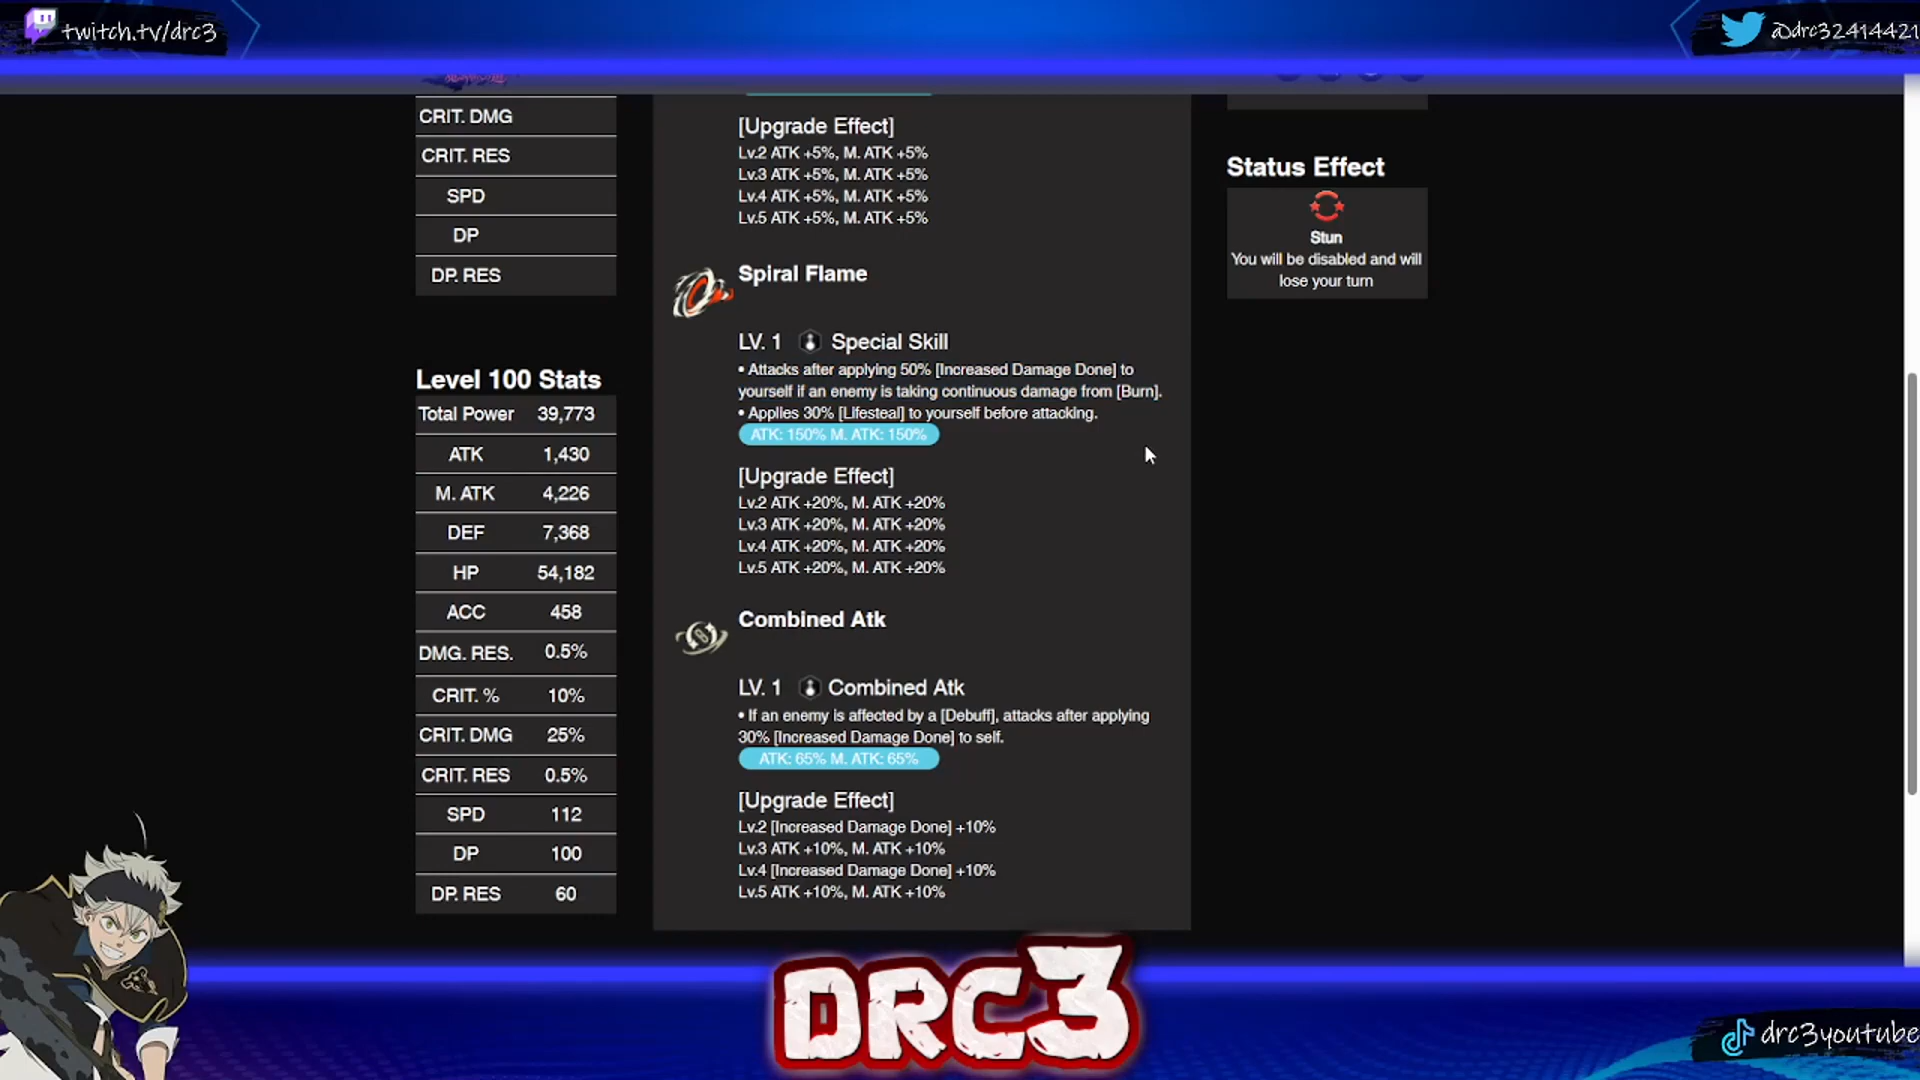 twitch.tv/drc3
@drc32414421
CRIT. DMG
CRIT. RES
SPD
DP
DP. RES
Level 100 Stats
Total Power 39,773
ATK 1,430
M. ATK 4,226
DEF 7,368
HP 54,182
ACC 458
DMG. RES. 0.5%
CRIT. % 10%
CRIT. DMG 25%
CRIT. RES 0.5%
SPD 112
DP 100
DP. RES 60
[Upgrade Effect]
Lv.2 ATK +5%, M. ATK +5%
Lv.3 ATK +5%, M. ATK +5%
Lv.4 ATK +5%, M. ATK +5%
Lv.5 ATK +5%, M. ATK +5%
Spiral Flame
LV. 1 Special Skill
• Attacks after applying 50% [Increased Damage Done] to
yourself if an enemy is taking continuous damage from [Burn].
• Applies 30% [Lifesteal] to yourself before attacking.
ATK: 150% M. ATK: 150%
[Upgrade Effect]
Lv.2 ATK +20%, M. ATK +20%
Lv.3 ATK +20%, M. ATK +20%
Lv.4 ATK +20%, M. ATK +20%
Lv.5 ATK +20%, M. ATK +20%
Combined Atk
LV. 1 Combined Atk
• If an enemy is affected by a [Debuff], attacks after applying
30% [Increased Damage Done] to self.
ATK: 65% M. ATK: 65%
[Upgrade Effect]
Lv.2 [Increased Damage Done] +10%
Lv.3 ATK +10%, M. ATK +10%
Lv.4 [Increased Damage Done] +10%
Lv.5 ATK +10%, M. ATK +10%
Status Effect
Stun
You will be disabled and will
lose your turn
DRC3
drc3youtube